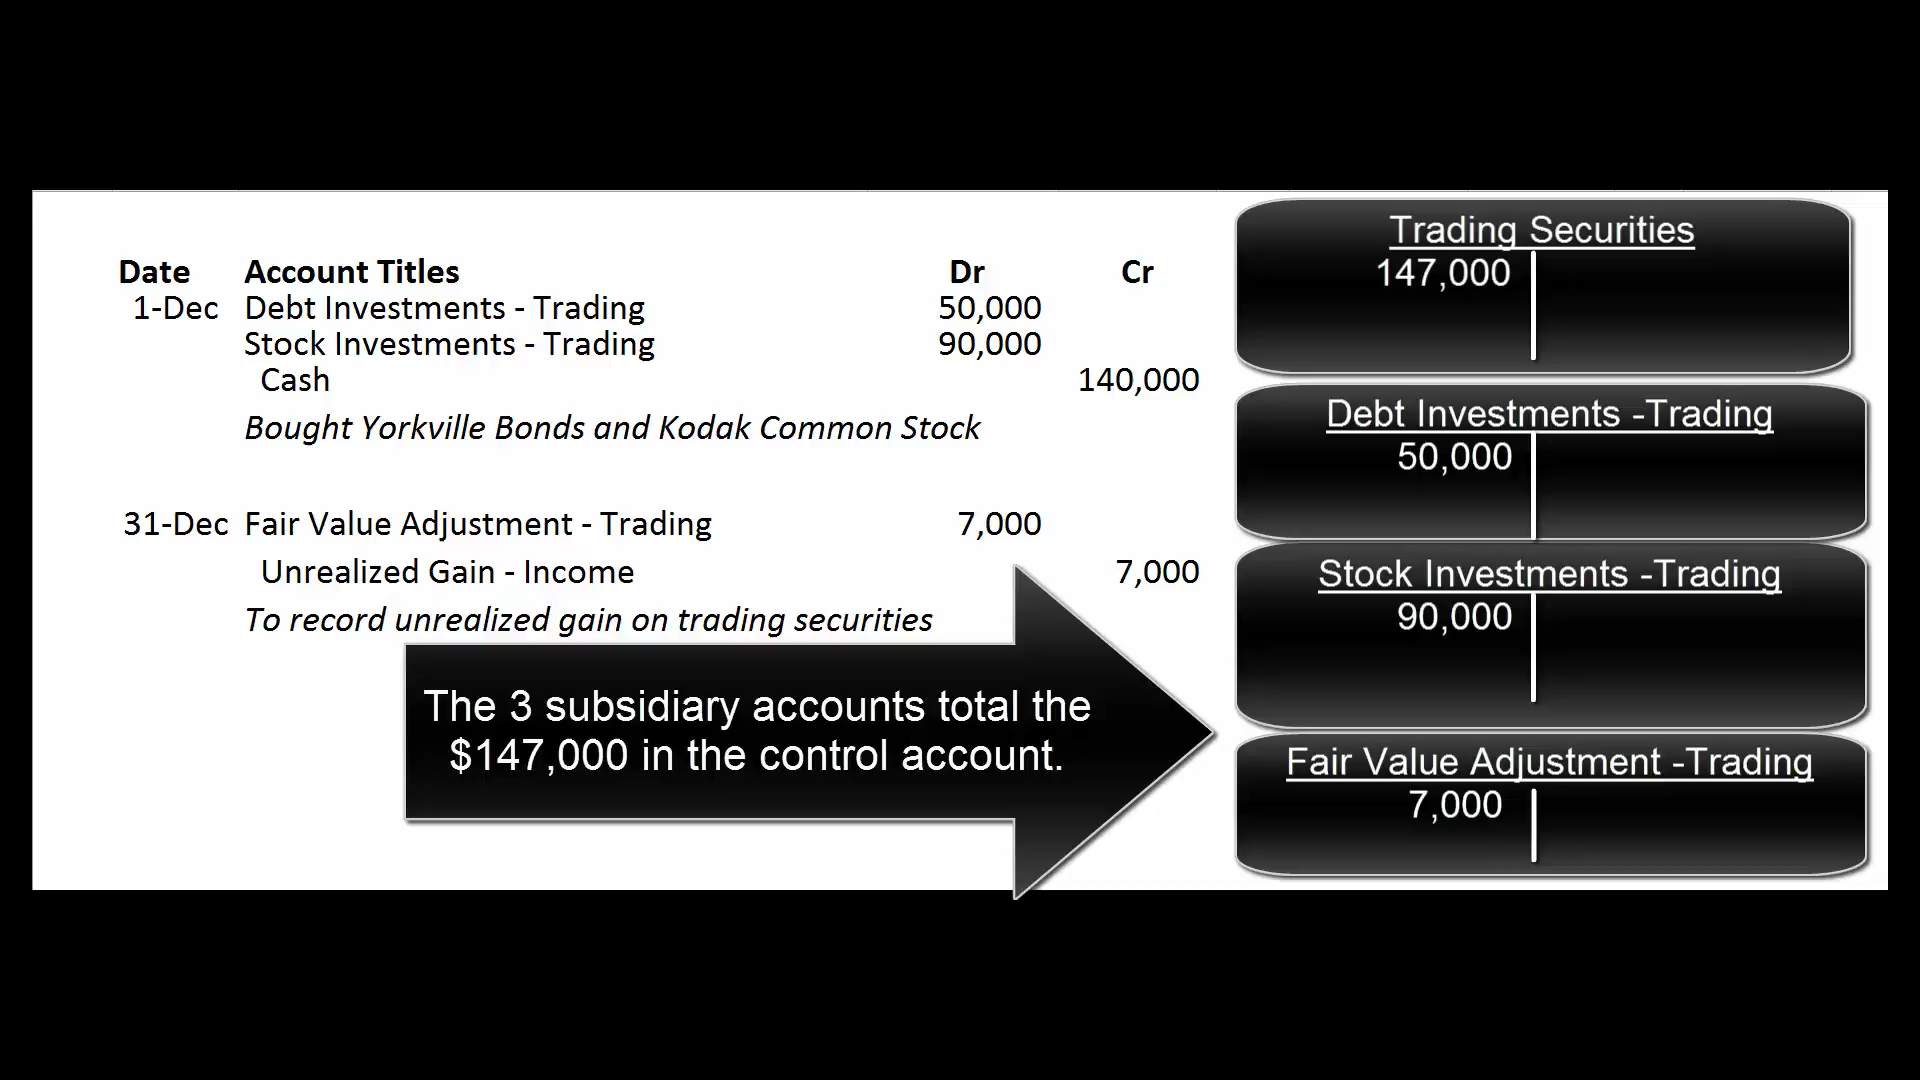 Date Account Titles Dr Cr
1-Dec Debt Investments - Trading 50,000
Stock Investments - Trading 90,000
Cash 140,000
Bought Yorkville Bonds and Kodak Common Stock
31-Dec Fair Value Adjustment - Trading 7,000
Unrealized Gain - Income 7,000
To record unrealized gain on trading securities
The 3 subsidiary accounts total the
$147,000 in the control account.
Trading Securities
147,000
Debt Investments -Trading
50,000
Stock Investments -Trading
90,000
Fair Value Adjustment -Trading
7,000